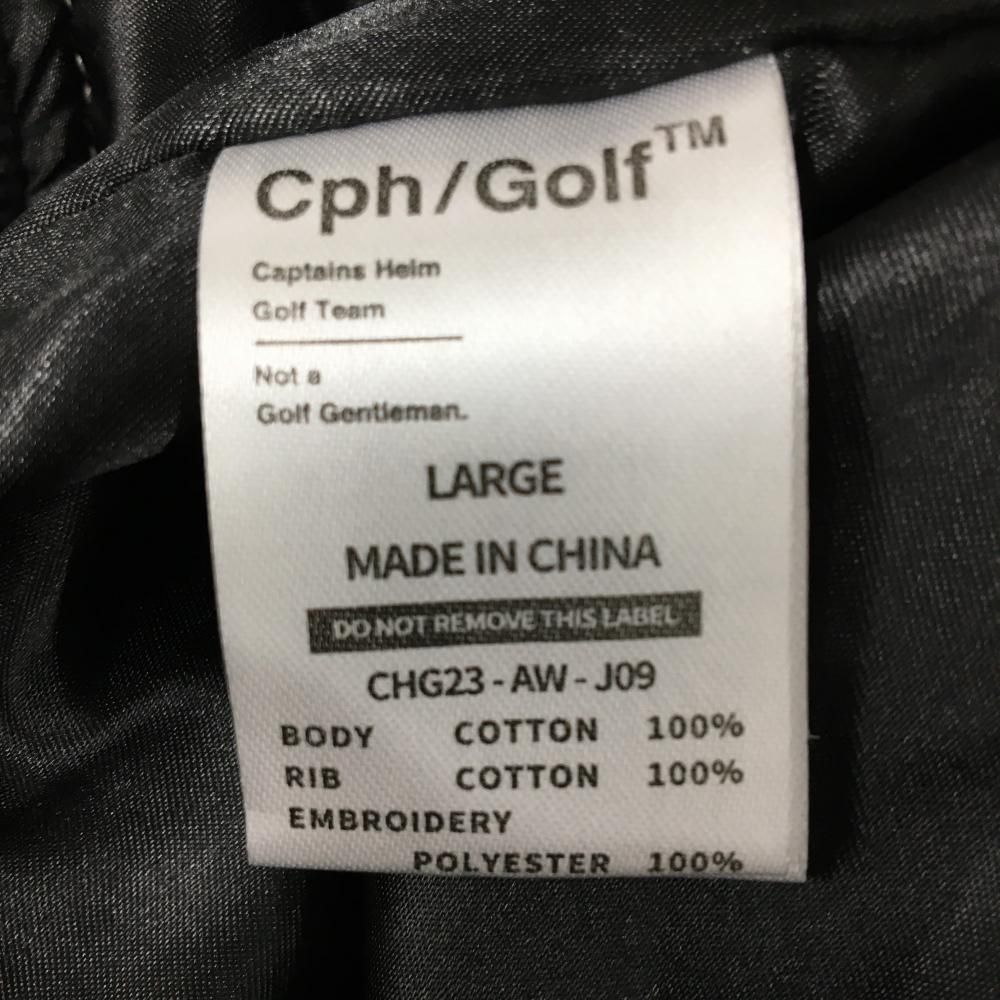 Cph/Golf™
Captains Helm
Golf Team
Not a
Golf Gentleman.
LARGE
MADE IN CHINA
DO NOT REMOVE THIS LABEL
CHG23-AW-J09
BODY COTTON 100%
RIB COTTON 100%
EMBROIDERY
POLYESTER 100%